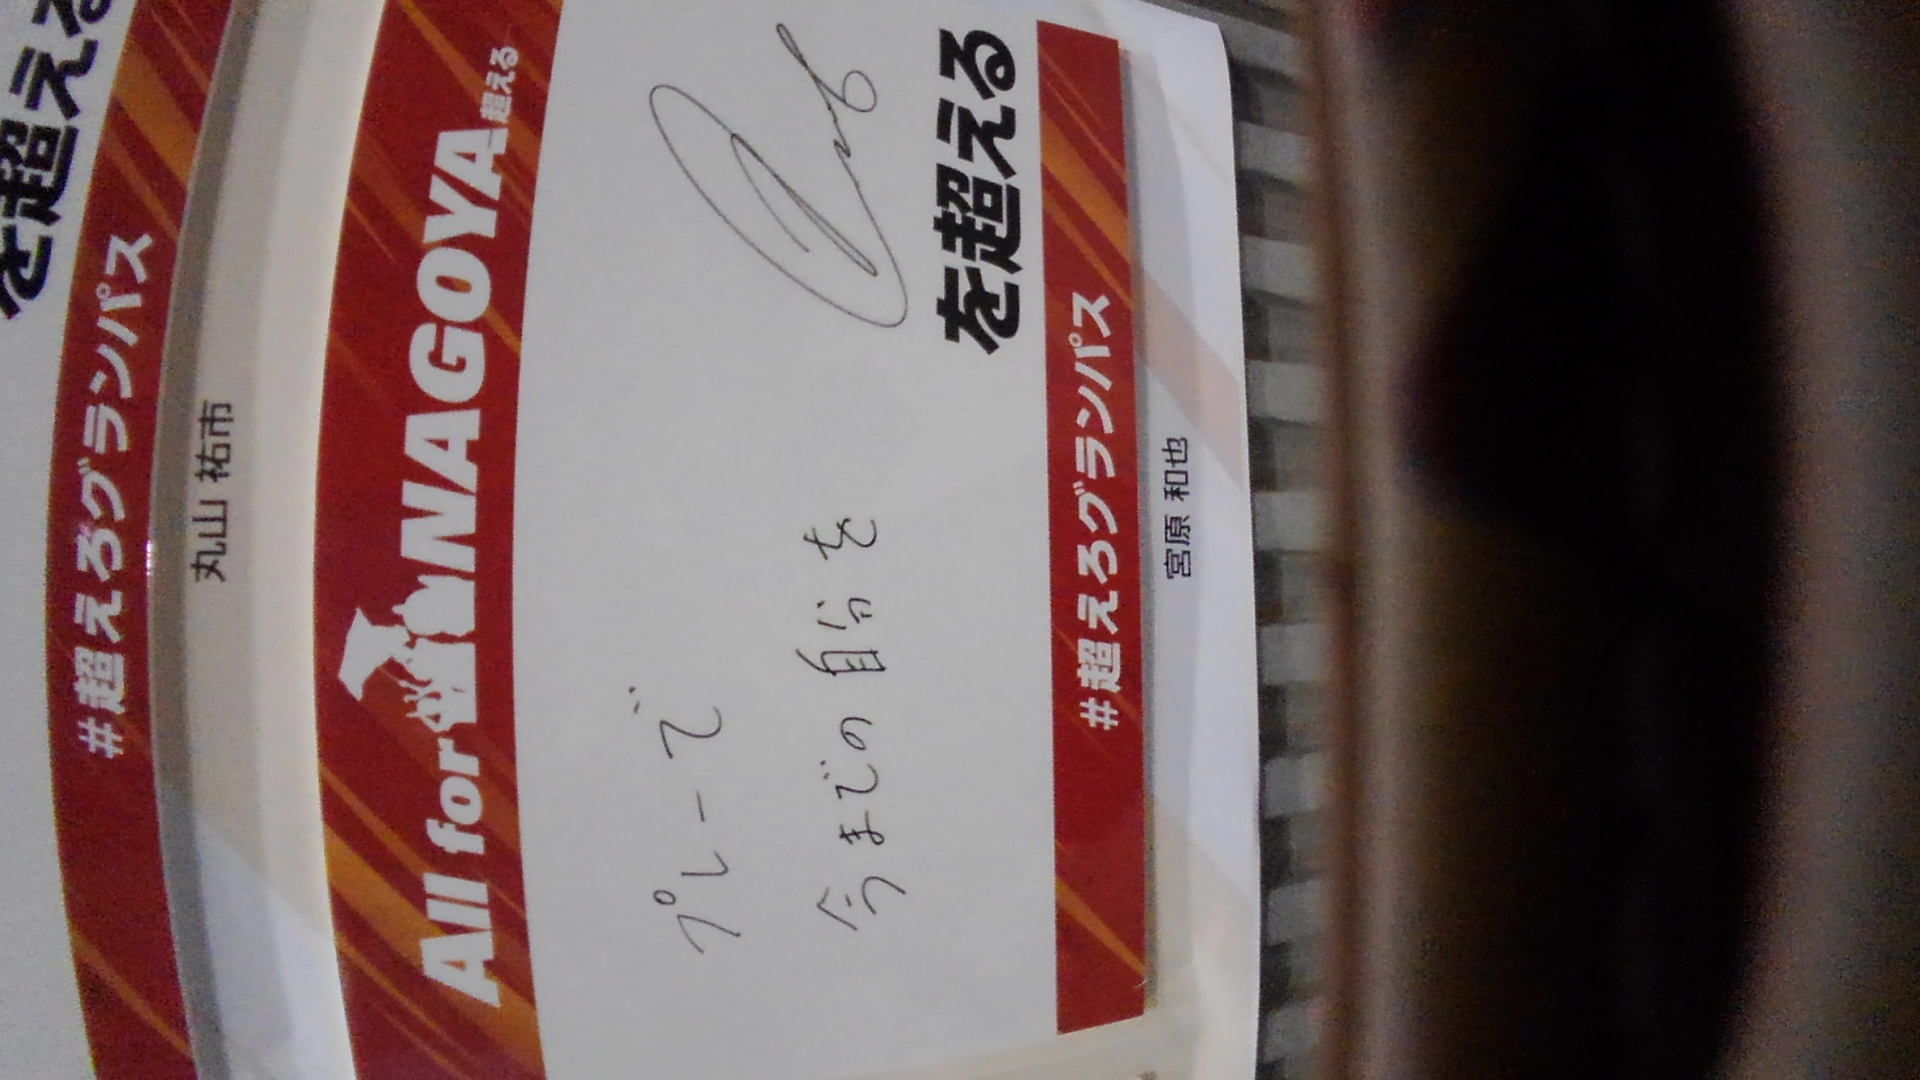 を超える
#超えろグランパス
丸山 祐市
All for NAGOYA 超える
プレーで
今までの自分を
を超える
#超えろグランパス
宮原 和也